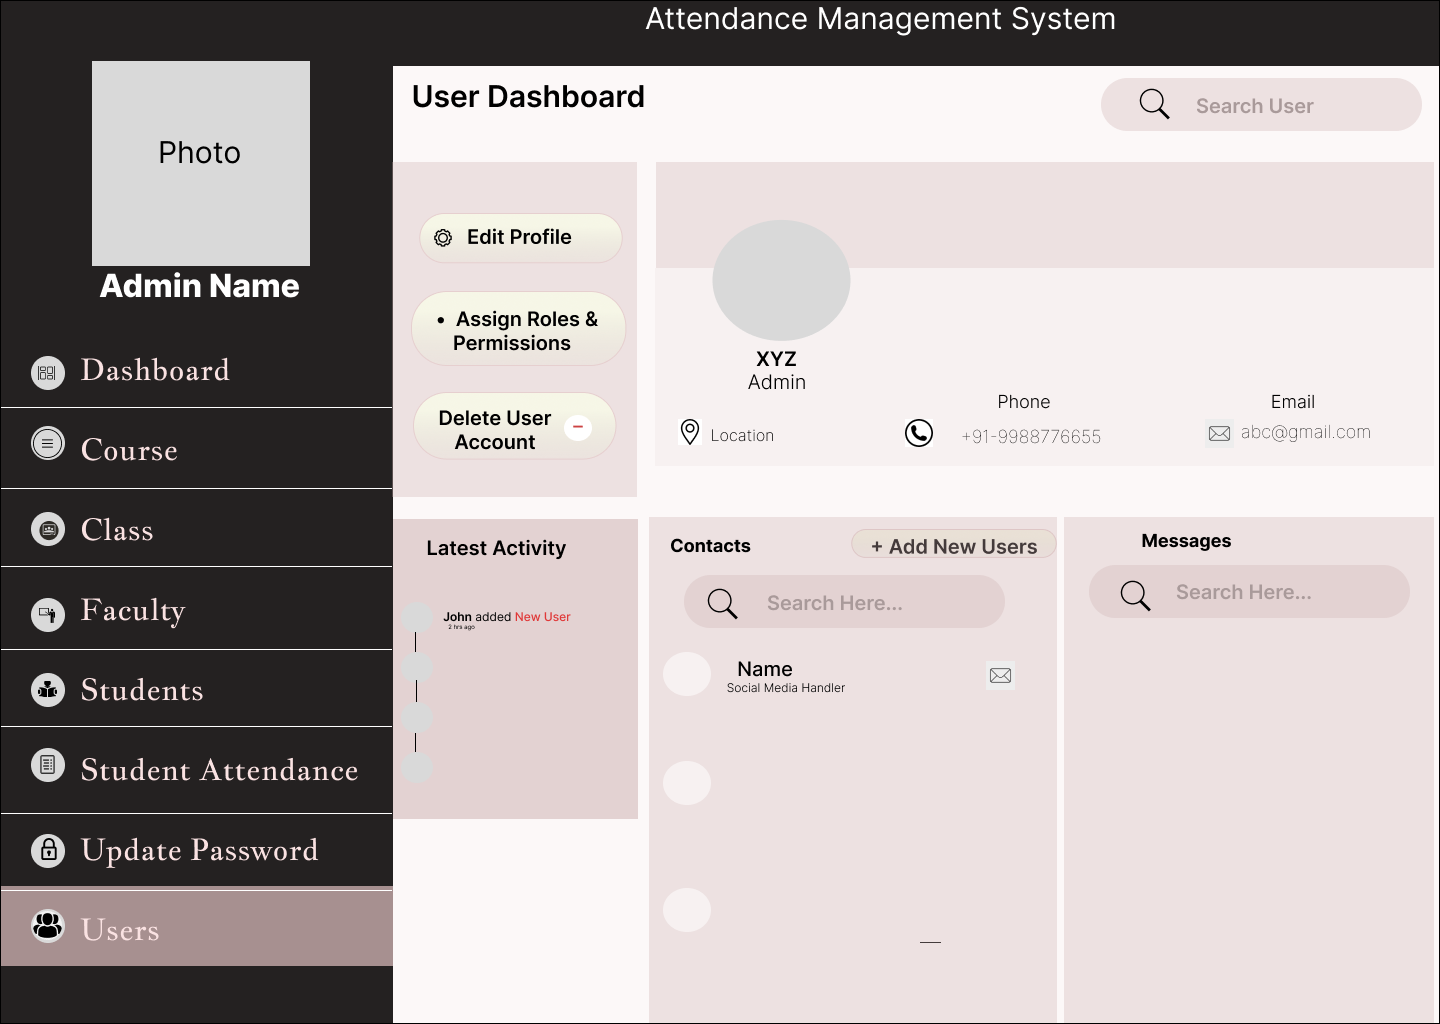 Attendance Management System
Photo
Admin Name
Dashboard
Course
Class
Faculty
Students
Student Attendance
Update Password
Users
User Dashboard
Search User
Edit Profile
• Assign Roles &
Permissions
Delete User
Account
XYZ
Admin
Location
Phone
+91-9988776655
Email
abc@gmail.com
Latest Activity
John added New User
2 hrs ago
Contacts
+ Add New Users
Search Here...
Name
Social Media Handler
Messages
Search Here...